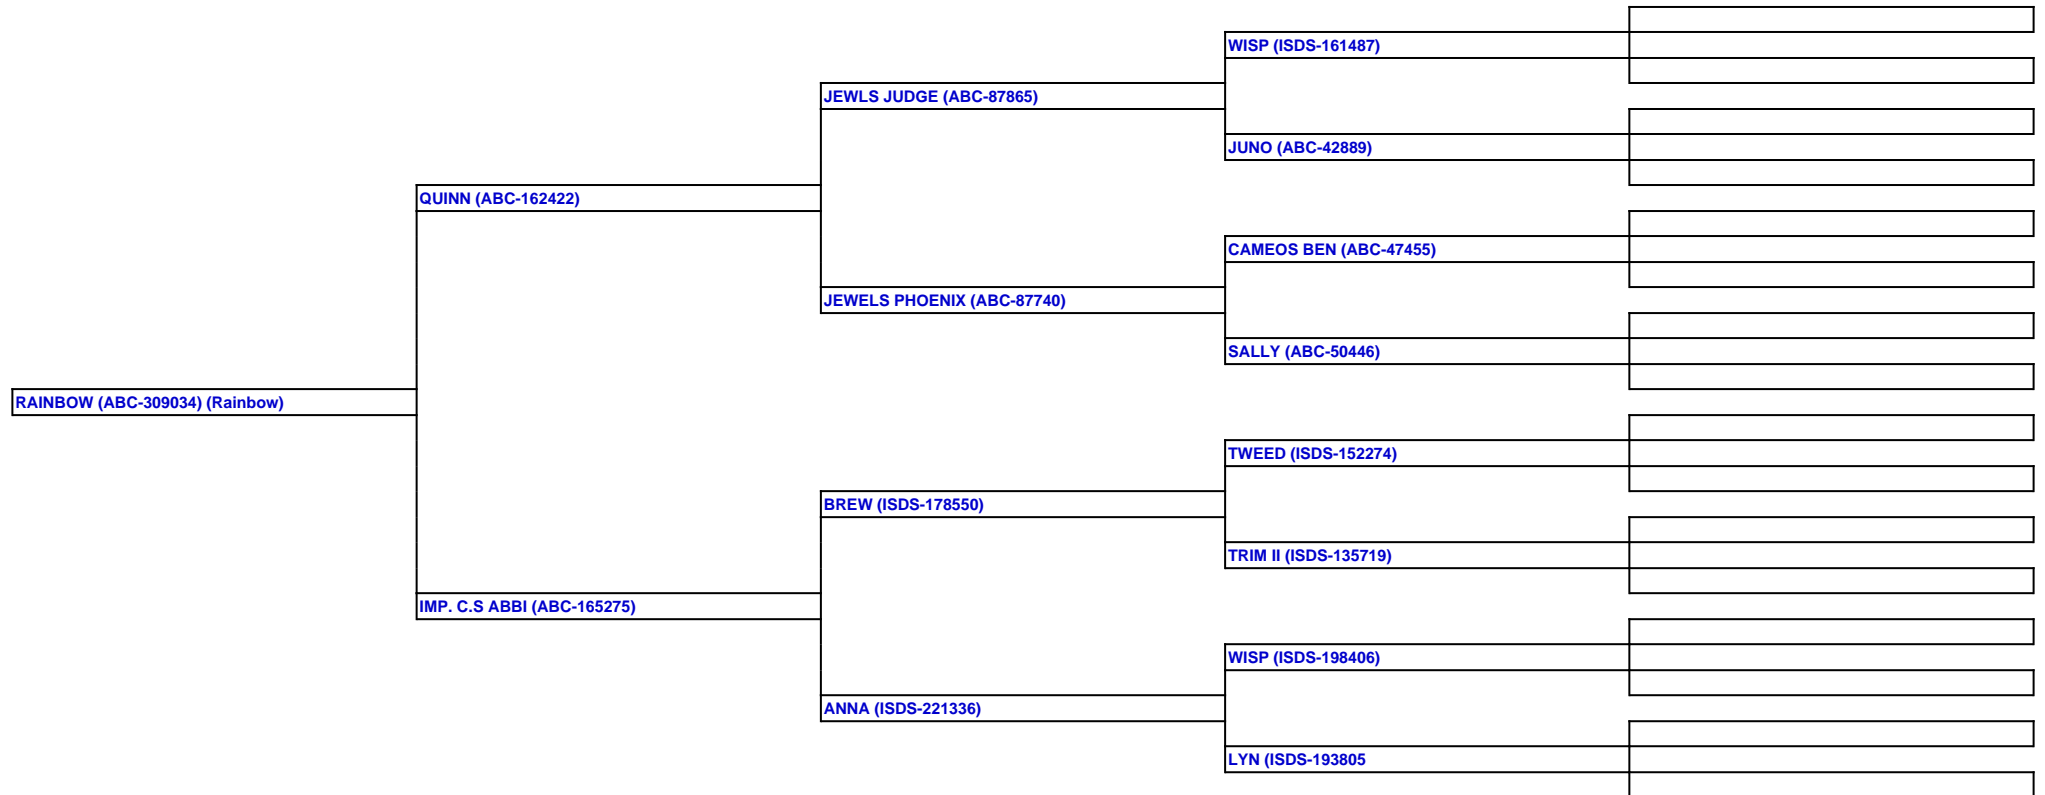 WISP (ISDS-161487)
JEWLS JUDGE (ABC-87865)
JUNO (ABC-42889)
QUINN (ABC-162422)
CAMEOS BEN (ABC-47455)
JEWELS PHOENIX (ABC-87740)
SALLY (ABC-50446)
RAINBOW (ABC-309034) (Rainbow)
TWEED (ISDS-152274)
BREW (ISDS-178550)
TRIM II (ISDS-135719)
IMP. C.S ABBI (ABC-165275)
WISP (ISDS-198406)
ANNA (ISDS-221336)
LYN (ISDS-193805